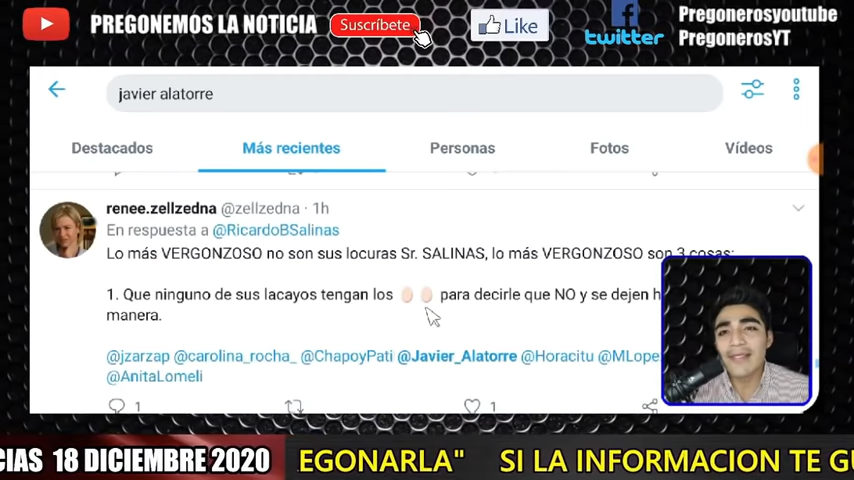 PREGONEMOS LA NOTICIA
Suscríbete
Like
twitter
Pregonerosyoutube
PregonerosYT
javier alatorre
Destacados
Más recientes
Personas
Fotos
Vídeos
renee.zellzedna @zellzedna · 1h
En respuesta a @RicardoBSalinas
Lo más VERGONZOSO no son sus locuras Sr. SALINAS, lo más VERGONZOSO son 3 cosas:
1. Que ninguno de sus lacayos tengan los 🥚🥚 para decirle que NO y se dejen
manera.
@jzarzap @carolina_rocha_ @ChapoyPati @Javier_Alatorre @Horacitu @MLope
@AnitaLomeli
1
1
CIAS 18 DICIEMBRE 2020
EGONARLA" SI LA INFORMACION TE GU